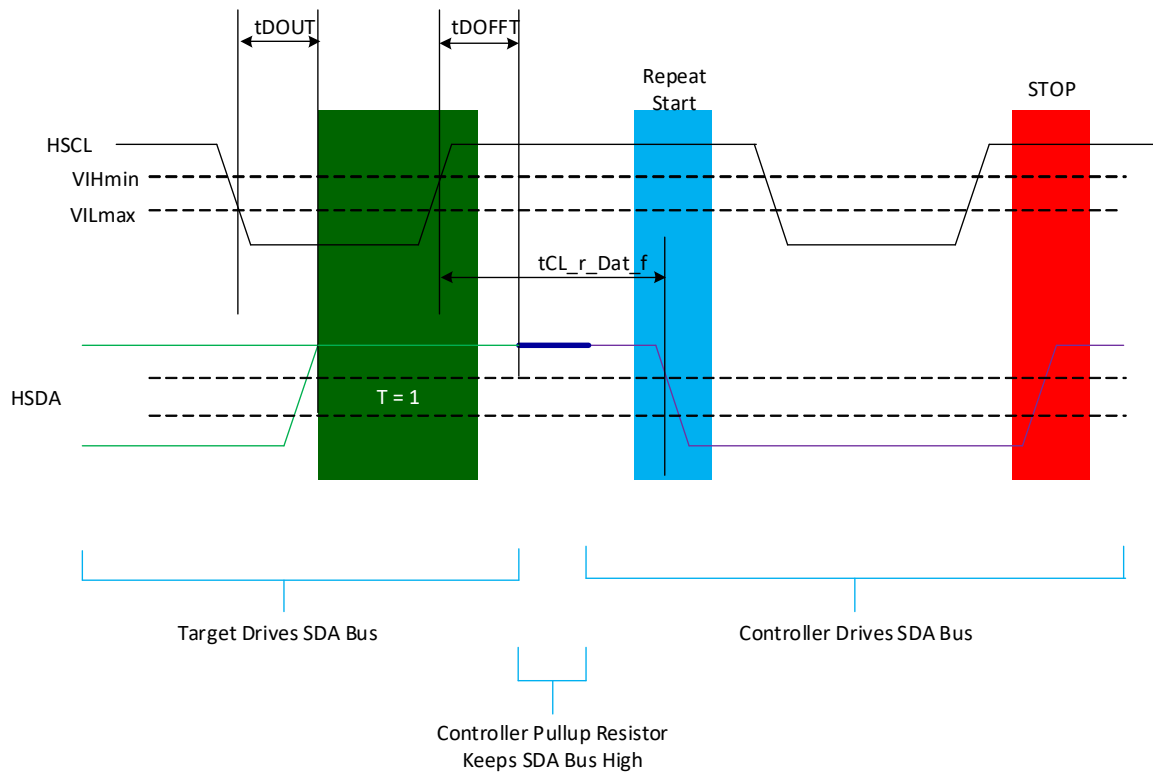 tDOUT
tDOFFT
Repeat
Start
STOP
HSCL
VIHmin
VILmax
tCL_r_Dat_f
HSDA
T = 1
Target Drives SDA Bus
Controller Drives SDA Bus
Controller Pullup Resistor
Keeps SDA Bus High